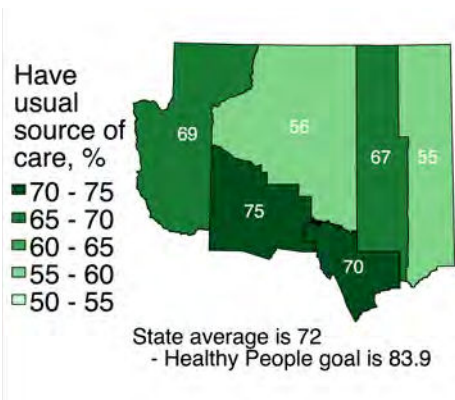 Have
usual
source of
care, %
70 - 75
65 - 70
60 - 65
55 - 60
50 - 55
69
56
67
55
75
70
State average is 72
- Healthy People goal is 83.9